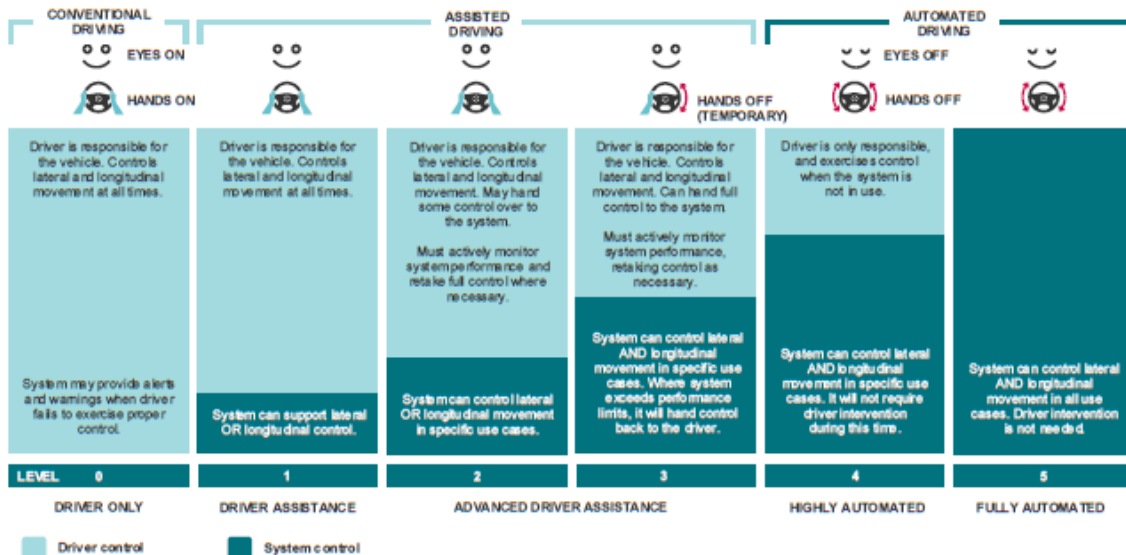 CONVENTIONAL
DRIVING
ASSISTED
DRIVING
AUTOMATED
DRIVING
EYES ON
EYES OFF
HANDS ON
HANDS OFF
(TEMPORARY)
HANDS OFF
Driver is responsible for
the vehicle. Controls
lateral and longitudinal
movement at all times.
System may provide alerts
and warnings when driver
fails to exercise proper
control.
Driver is responsible for
the vehicle. Controls
lateral and longitudinal
movement at all times.
System can support lateral
OR longitudinal control.
Driver is responsible for
the vehicle. Controls
lateral and longitudinal
movement. May hand
some control over to
the system.
Must actively monitor
system performance and
retake full control where
necessary.
System can control lateral
OR longitudinal movement
in specific use cases.
Driver is responsible for
the vehicle. Controls
lateral and longitudinal
movement. Can hand full
control to the system.
Must actively monitor
system performance,
retaking control as
necessary.
System can control lateral
AND longitudinal
movement in specific use
cases. Where system
exceeds performance
limits, it will hand control
back to the driver.
Driver is only responsible,
and exercises control
when the system is
not in use.
System can control lateral
AND longitudinal
movement in specific use
cases. It will not require
driver intervention
during this time.
System can control lateral
AND longitudinal
movement in all use
cases. Driver intervention
is not needed.
LEVEL 0 1 2 3 4 5
DRIVER ONLY
DRIVER ASSISTANCE
ADVANCED DRIVER ASSISTANCE
HIGHLY AUTOMATED
FULLY AUTOMATED
Driver control
System control